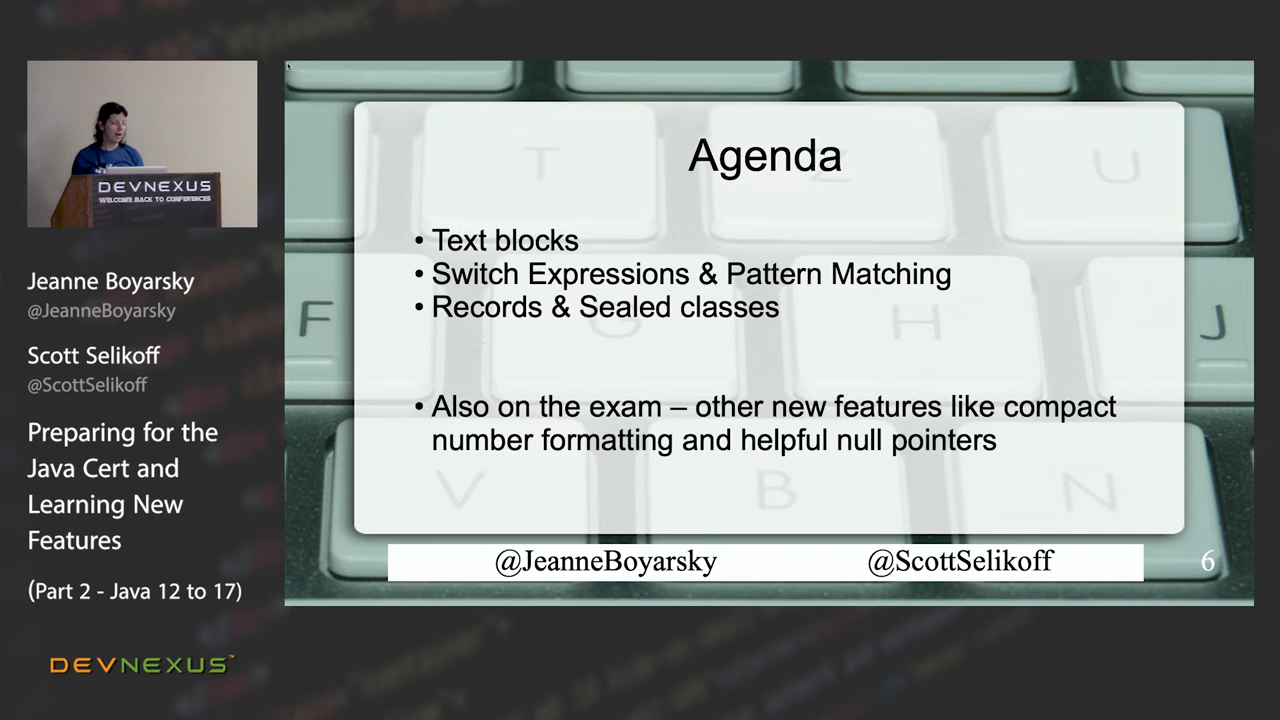 DEVNEXUS
WELCOME BACK TO CONFERENCES
Jeanne Boyarsky
@JeanneBoyarsky
Scott Selikoff
@ScottSelikoff
Preparing for the
Java Cert and
Learning New
Features
(Part 2 - Java 12 to 17)
DEVNEXUS™
Agenda
• Text blocks
• Switch Expressions & Pattern Matching
• Records & Sealed classes
• Also on the exam – other new features like compact
number formatting and helpful null pointers
@JeanneBoyarsky @ScottSelikoff 6
T Z U
F G H J
V B N